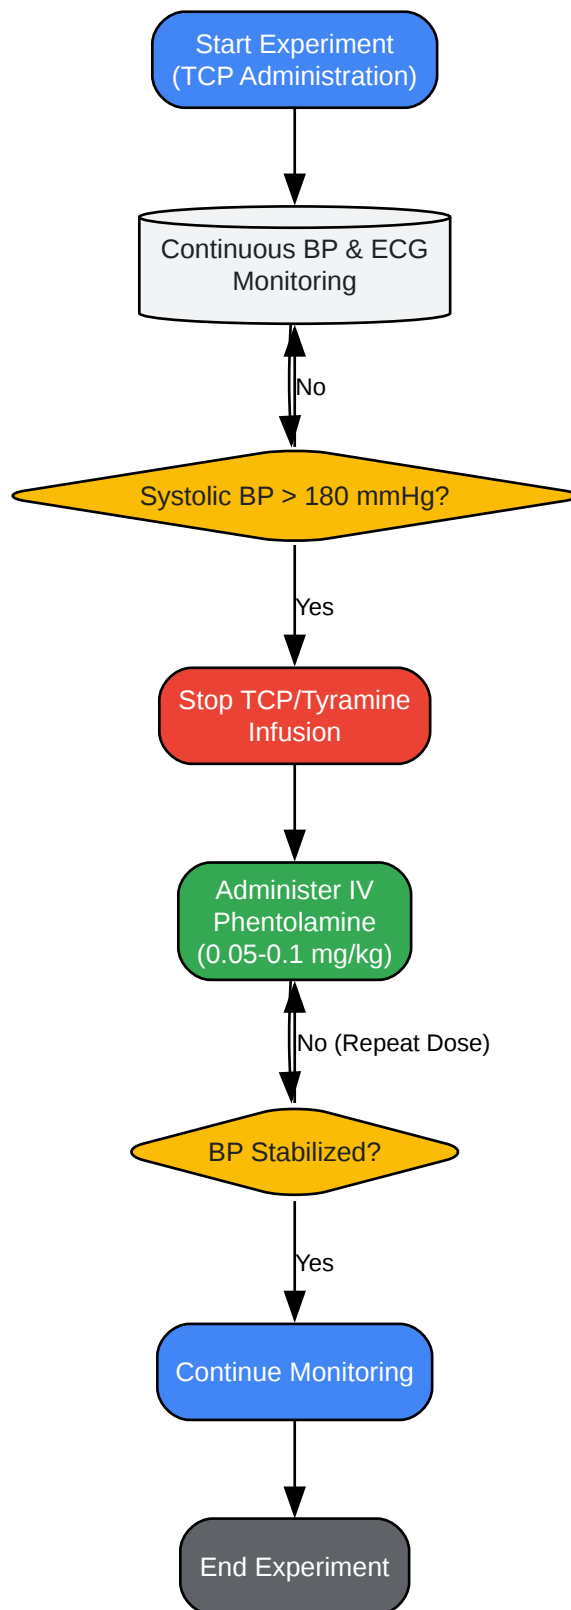 Start Experiment
(TCP Administration)
Continuous BP & ECG
Monitoring
No
Systolic BP > 180 mmHg?
Yes
Stop TCP/Tyramine
Infusion
Administer IV
Phentolamine
(0.05-0.1 mg/kg)
No (Repeat Dose)
BP Stabilized?
Yes
Continue Monitoring
End Experiment